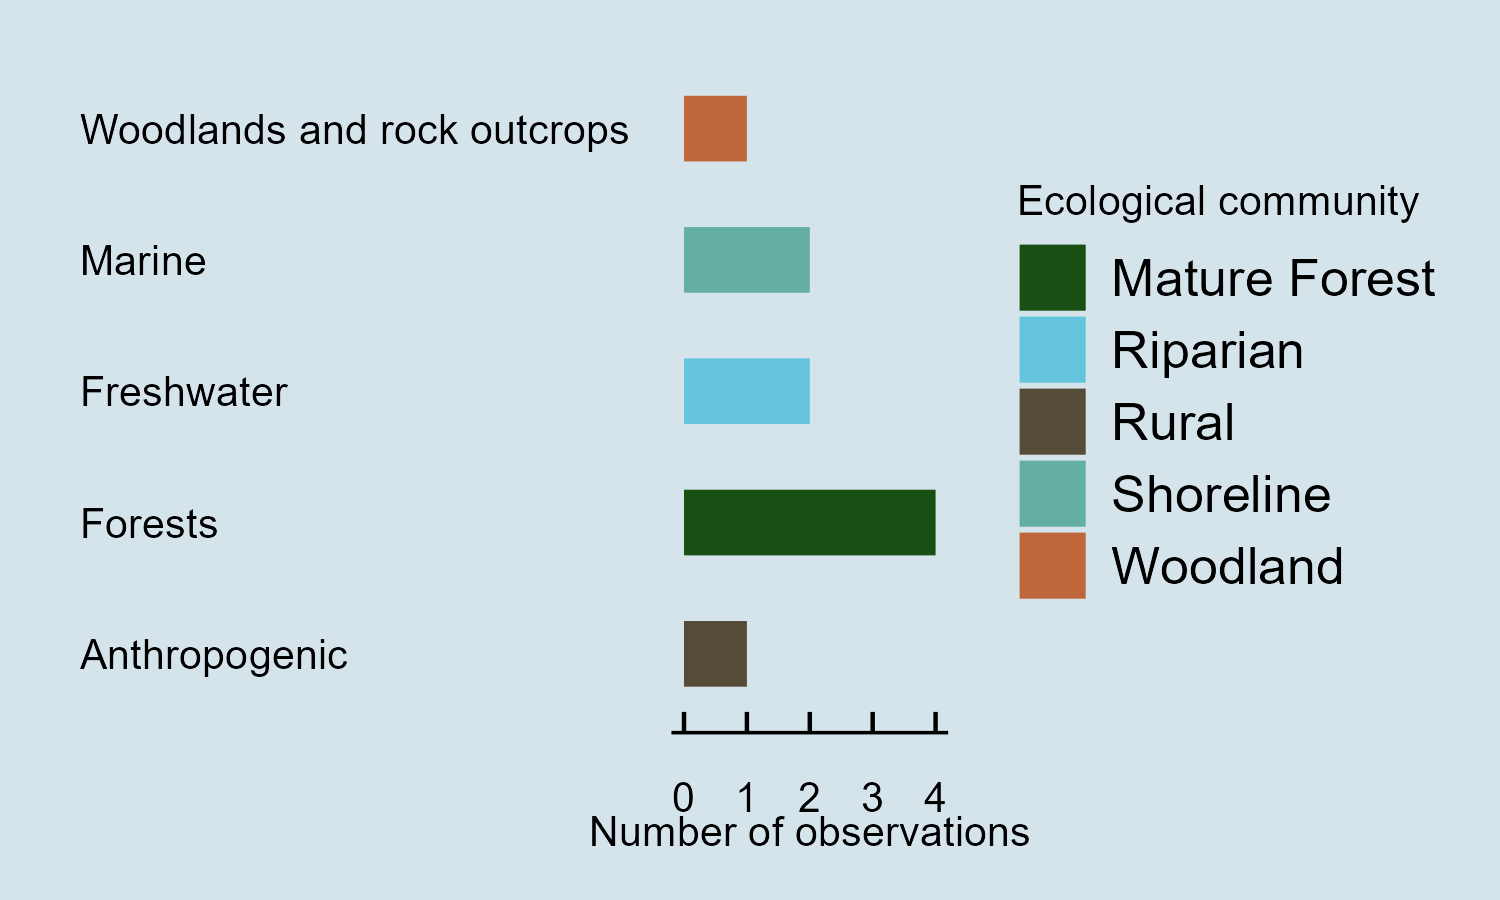 Woodlands and rock outcrops
Marine
Freshwater
Forests
Anthropogenic
0 1 2 3 4
Number of observations
Ecological community
Mature Forest
Riparian
Rural
Shoreline
Woodland